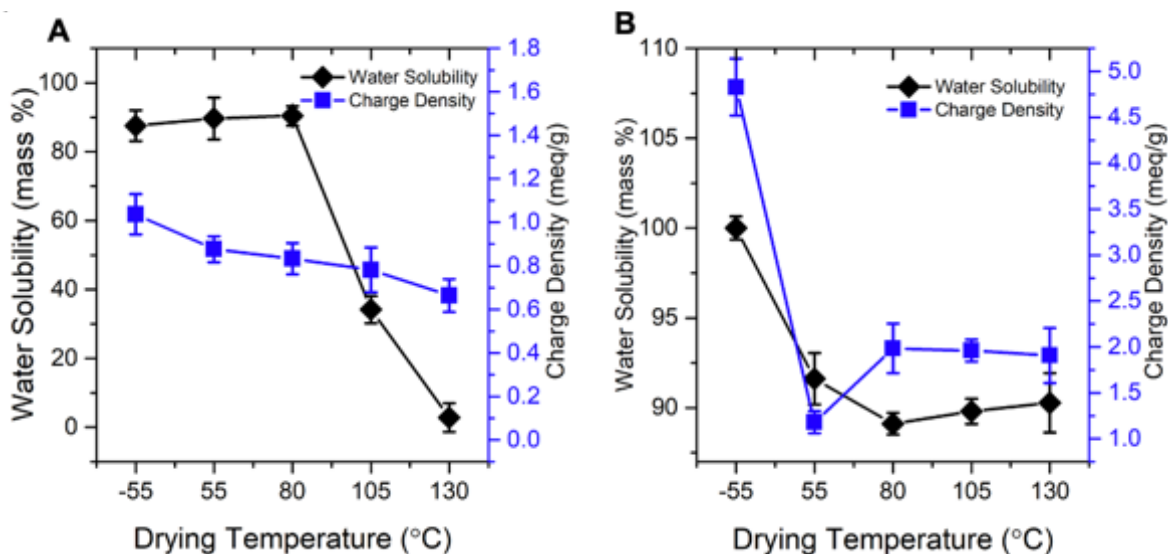 A
Water Solubility (mass %)
100
80
60
40
20
0
Water Solubility
Charge Density
1.8
1.6
1.4
1.2
1.0
0.8
0.6
0.4
0.2
0.0
Charge Density (meq/g)
-55 55 80 105 130
Drying Temperature (°C)
B
Water Solubility (mass %)
110
105
100
95
90
Water Solubility
Charge Density
5.0
4.5
4.0
3.5
3.0
2.5
2.0
1.5
1.0
Charge Density (meq/g)
-55 55 80 105 130
Drying Temperature (°C)